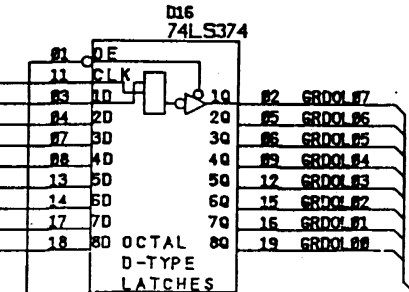 D16
74LS374
01 OE
11 CLK
03 1D 1Q 02 GRDOL07
04 2D 2Q 05 GRDOL06
07 3D 3Q 06 GRDOL05
08 4D 4Q 09 GRDOL04
13 5D 5Q 12 GRDOL03
14 6D 6Q 15 GRDOL02
17 7D 7Q 16 GRDOL01
18 8D OCTAL 8Q 19 GRDOL00
D-TYPE
LATCHES